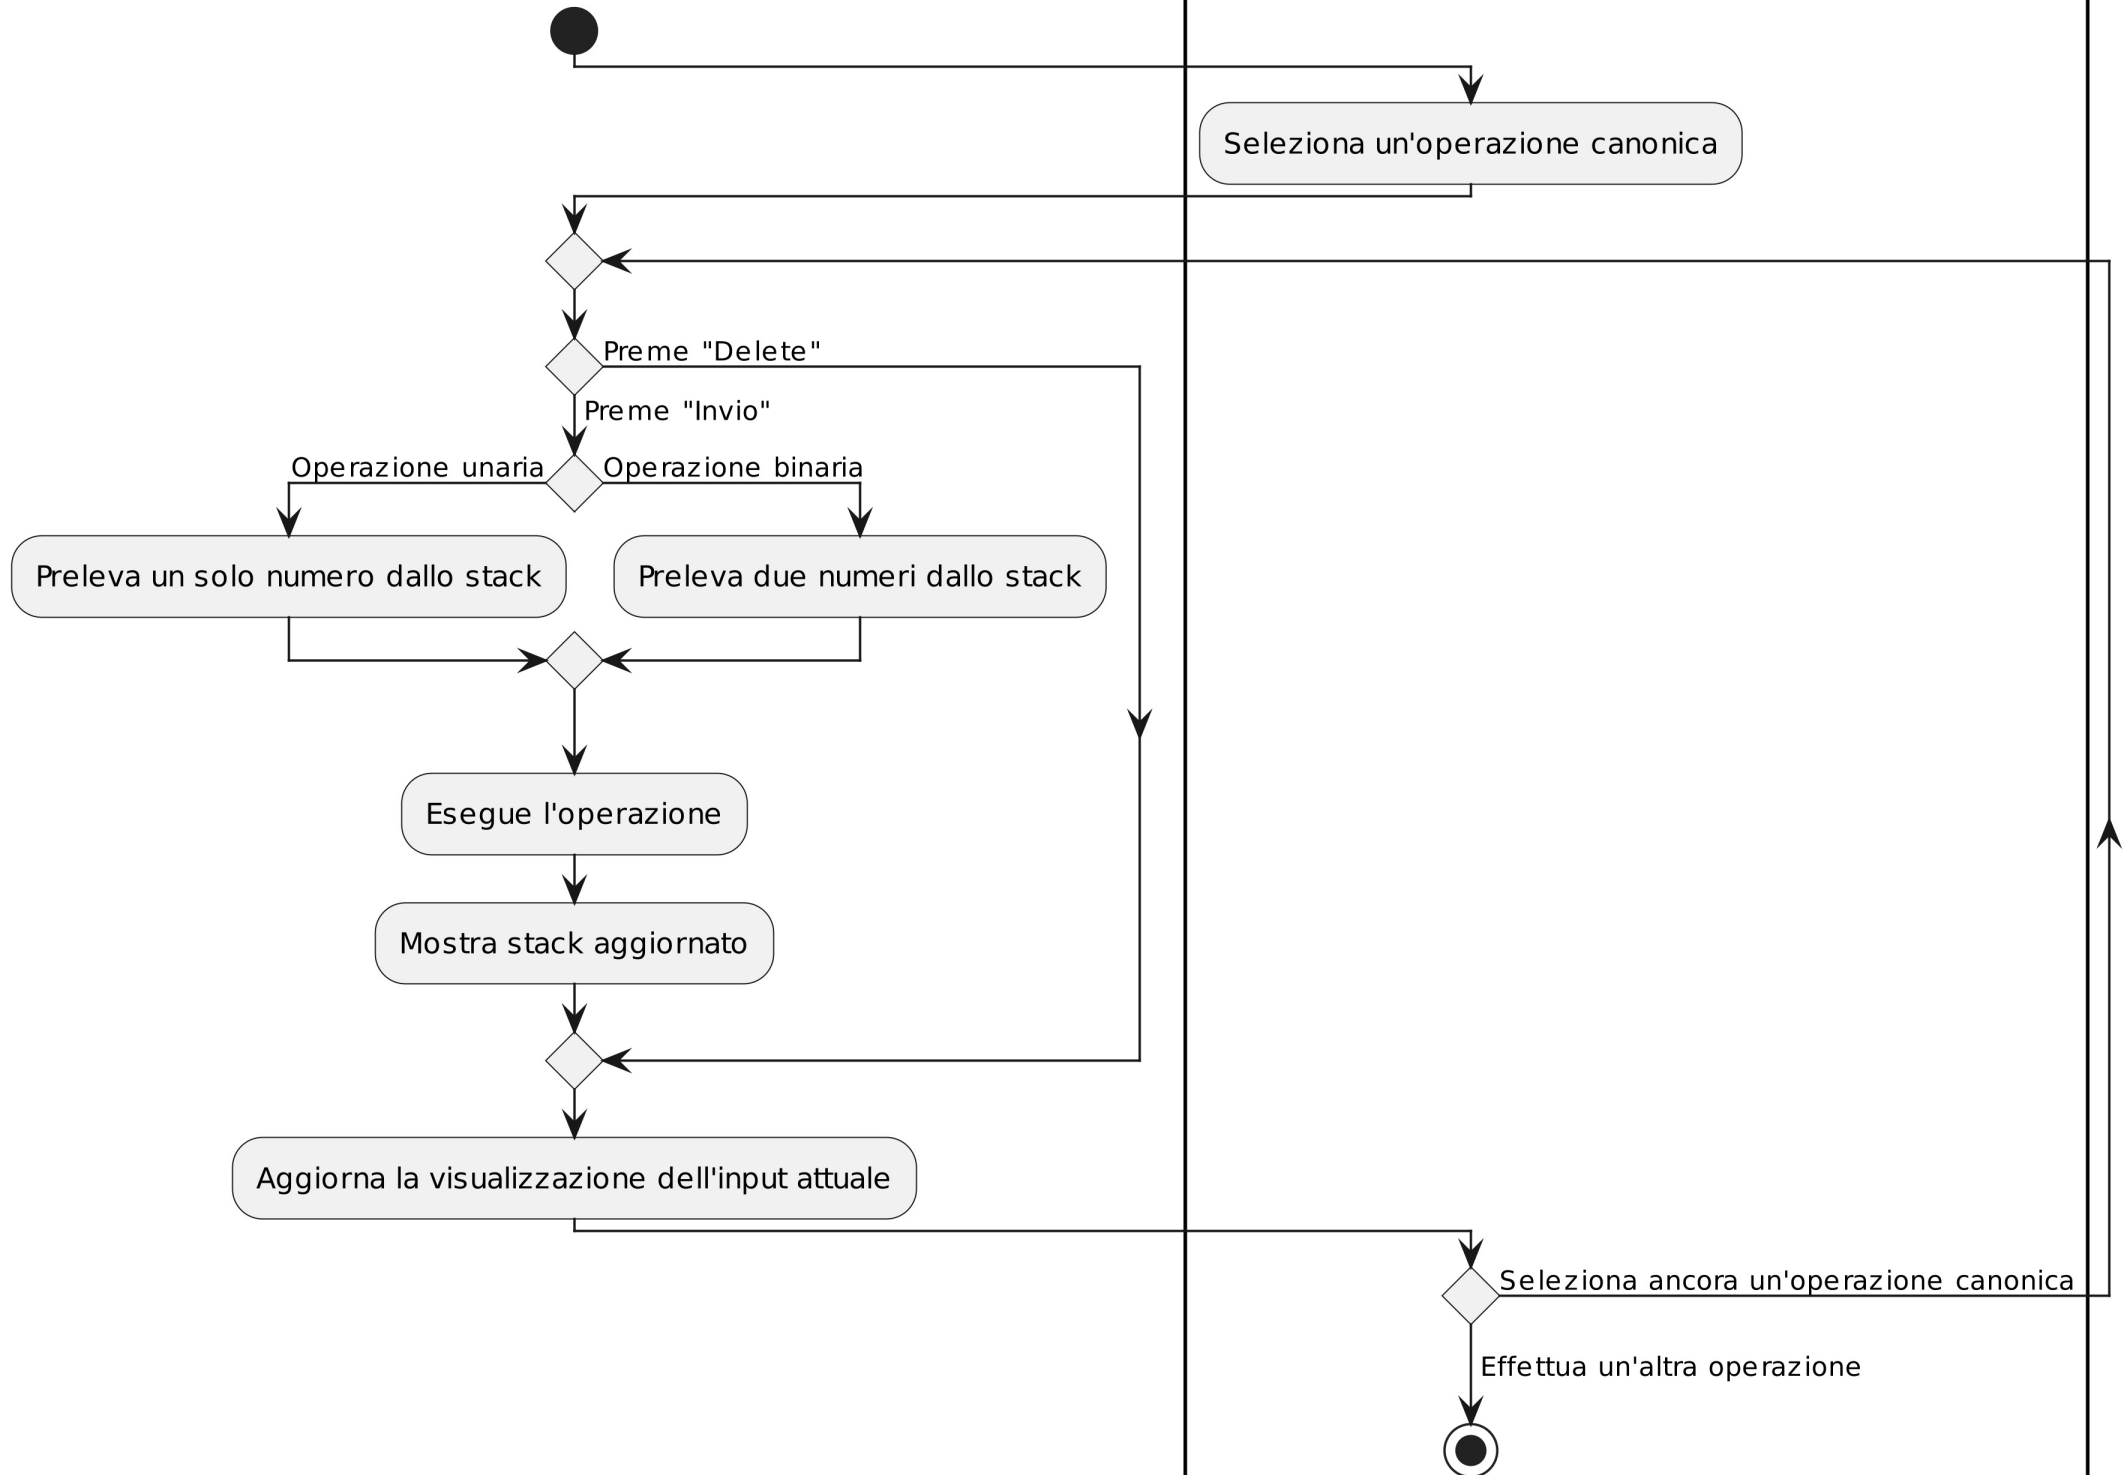 Seleziona un'operazione canonica
Preme "Delete"
Preme "Invio"
Operazione unaria
Operazione binaria
Preleva un solo numero dallo stack
Preleva due numeri dallo stack
Esegue l'operazione
Mostra stack aggiornato
Aggiorna la visualizzazione dell'input attuale
Seleziona ancora un'operazione canonica
Effettua un'altra operazione